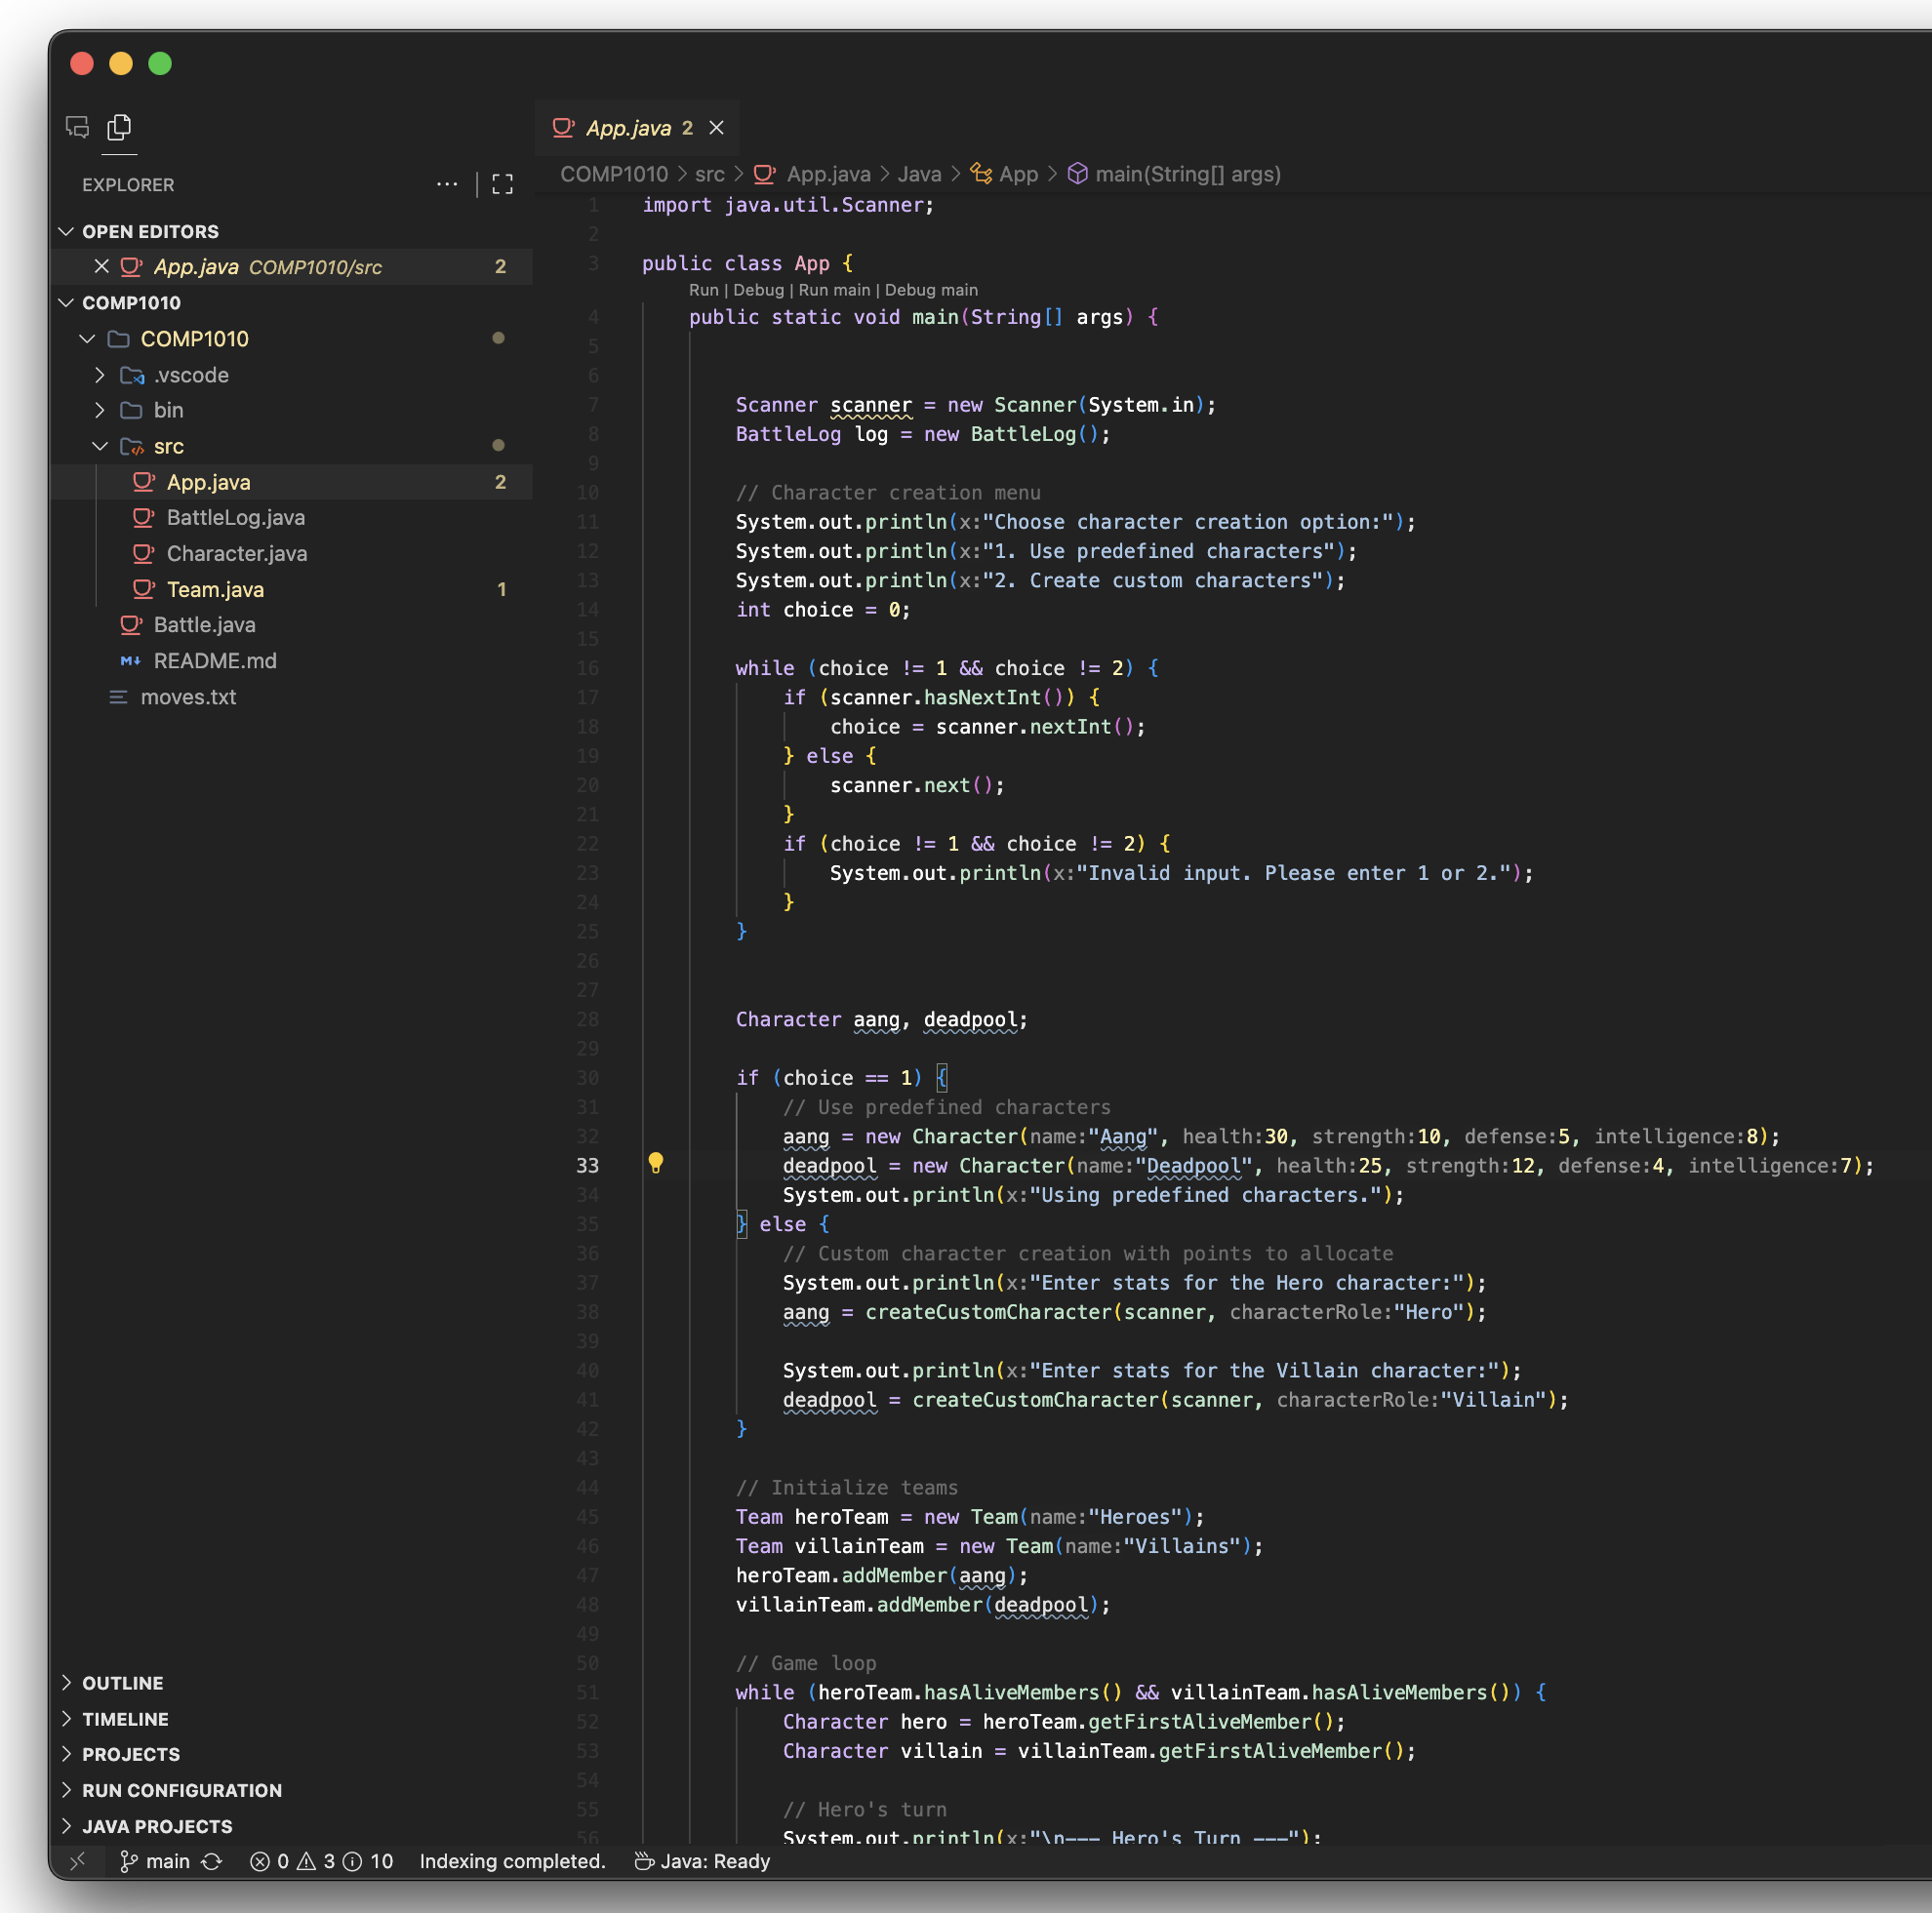 EXPLORER
OPEN EDITORS
App.java COMP1010/src 2
COMP1010
COMP1010
.vscode
bin
src
App.java 2
BattleLog.java
Character.java
Team.java 1
Battle.java
README.md
moves.txt
OUTLINE
TIMELINE
PROJECTS
RUN CONFIGURATION
JAVA PROJECTS
App.java 2
COMP1010 > src > App.java > Java > App > main(String[] args)
1 import java.util.Scanner;
2
3 public class App {
Run | Debug | Run main | Debug main
4 public static void main(String[] args) {
5
6
7 Scanner scanner = new Scanner(System.in);
8 BattleLog log = new BattleLog();
9
10 // Character creation menu
11 System.out.println(x:"Choose character creation option:");
12 System.out.println(x:"1. Use predefined characters");
13 System.out.println(x:"2. Create custom characters");
14 int choice = 0;
15
16 while (choice != 1 && choice != 2) {
17 if (scanner.hasNextInt()) {
18 choice = scanner.nextInt();
19 } else {
20 scanner.next();
21 }
22 if (choice != 1 && choice != 2) {
23 System.out.println(x:"Invalid input. Please enter 1 or 2.");
24 }
25 }
26
27
28 Character aang, deadpool;
29
30 if (choice == 1) {
31 // Use predefined characters
32 aang = new Character(name:"Aang", health:30, strength:10, defense:5, intelligence:8);
33 deadpool = new Character(name:"Deadpool", health:25, strength:12, defense:4, intelligence:7);
34 System.out.println(x:"Using predefined characters.");
35 } else {
36 // Custom character creation with points to allocate
37 System.out.println(x:"Enter stats for the Hero character:");
38 aang = createCustomCharacter(scanner, characterRole:"Hero");
39
40 System.out.println(x:"Enter stats for the Villain character:");
41 deadpool = createCustomCharacter(scanner, characterRole:"Villain");
42 }
43
44 // Initialize teams
45 Team heroTeam = new Team(name:"Heroes");
46 Team villainTeam = new Team(name:"Villains");
47 heroTeam.addMember(aang);
48 villainTeam.addMember(deadpool);
49
50 // Game loop
51 while (heroTeam.hasAliveMembers() && villainTeam.hasAliveMembers()) {
52 Character hero = heroTeam.getFirstAliveMember();
53 Character villain = villainTeam.getFirstAliveMember();
54
55 // Hero's turn
56 System.out.println(x:"\n--- Hero's Turn ---");
main 0 3 10 Indexing completed. Java: Ready